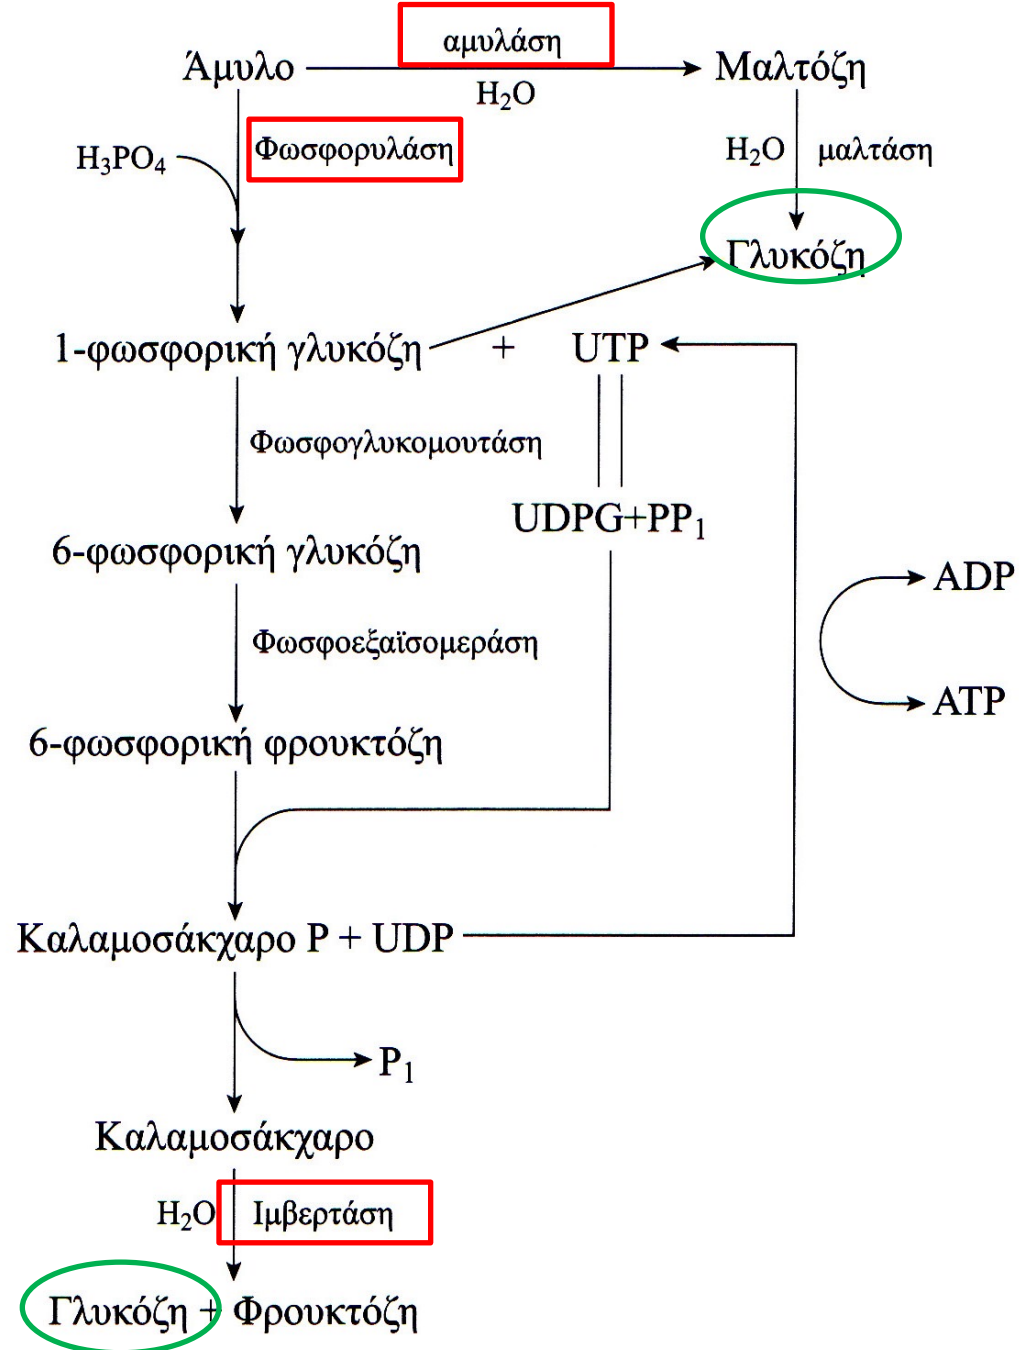 αμυλάση
Άμυλο
Μαλτόζη
H₂O
H₃PO₄
Φωσφορυλάση
H₂O
μαλτάση
Γλυκόζη
1-φωσφορική γλυκόζη + UTP
Φωσφογλυκομουτάση
UDPG+PP₁
6-φωσφορική γλυκόζη
ADP
Φωσφοεξαϊσομεράση
ATP
6-φωσφορική φρουκτόζη
Καλαμοσάκχαρο P + UDP
P₁
Καλαμοσάκχαρο
H₂O
Ιμβερτάση
Γλυκόζη + Φρουκτόζη